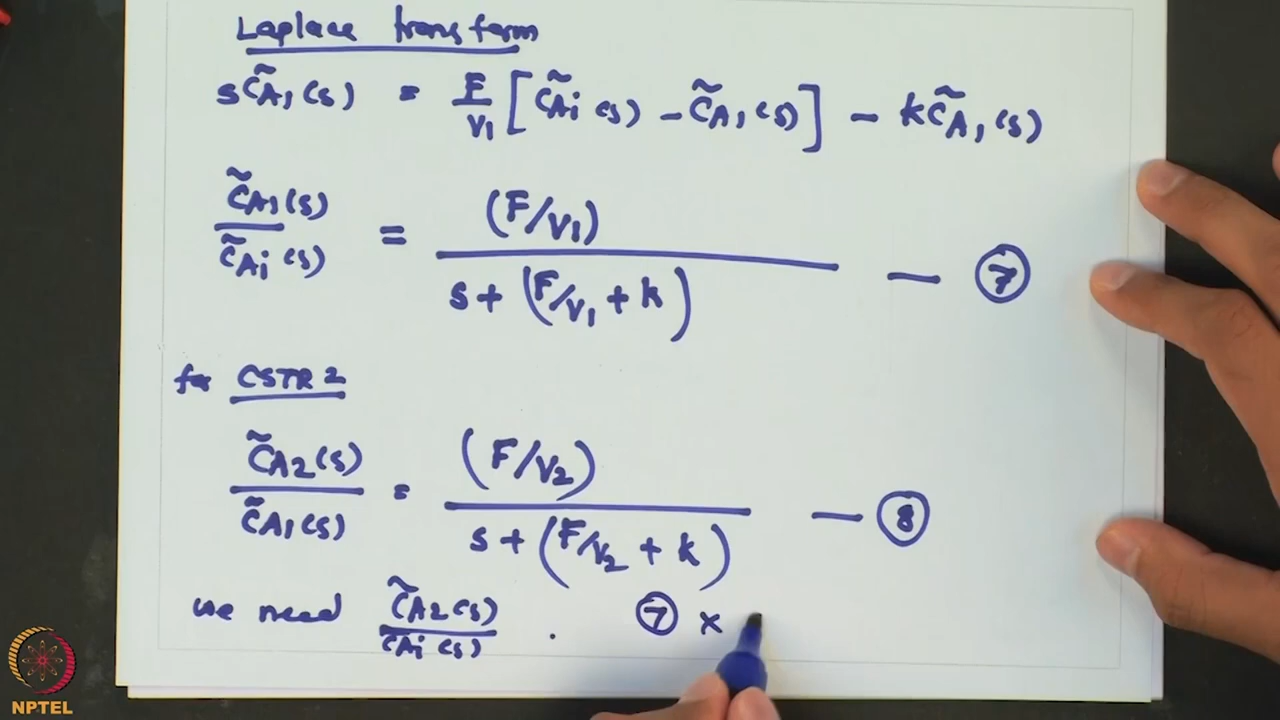 Laplace transform
sC̃A1(s) = F/V1 [C̃Ai(s) - C̃A1(s)] - kC̃A1(s)
C̃A1(s)/C̃Ai(s) = (F/V1)/(s + (F/V1 + k)) — 7
for CSTR 2
C̃A2(s)/C̃A1(s) = (F/V2)/(s + (F/V2 + k)) — 8
we need C̃A2(s)/C̃Ai(s) . 7 ×
NPTEL